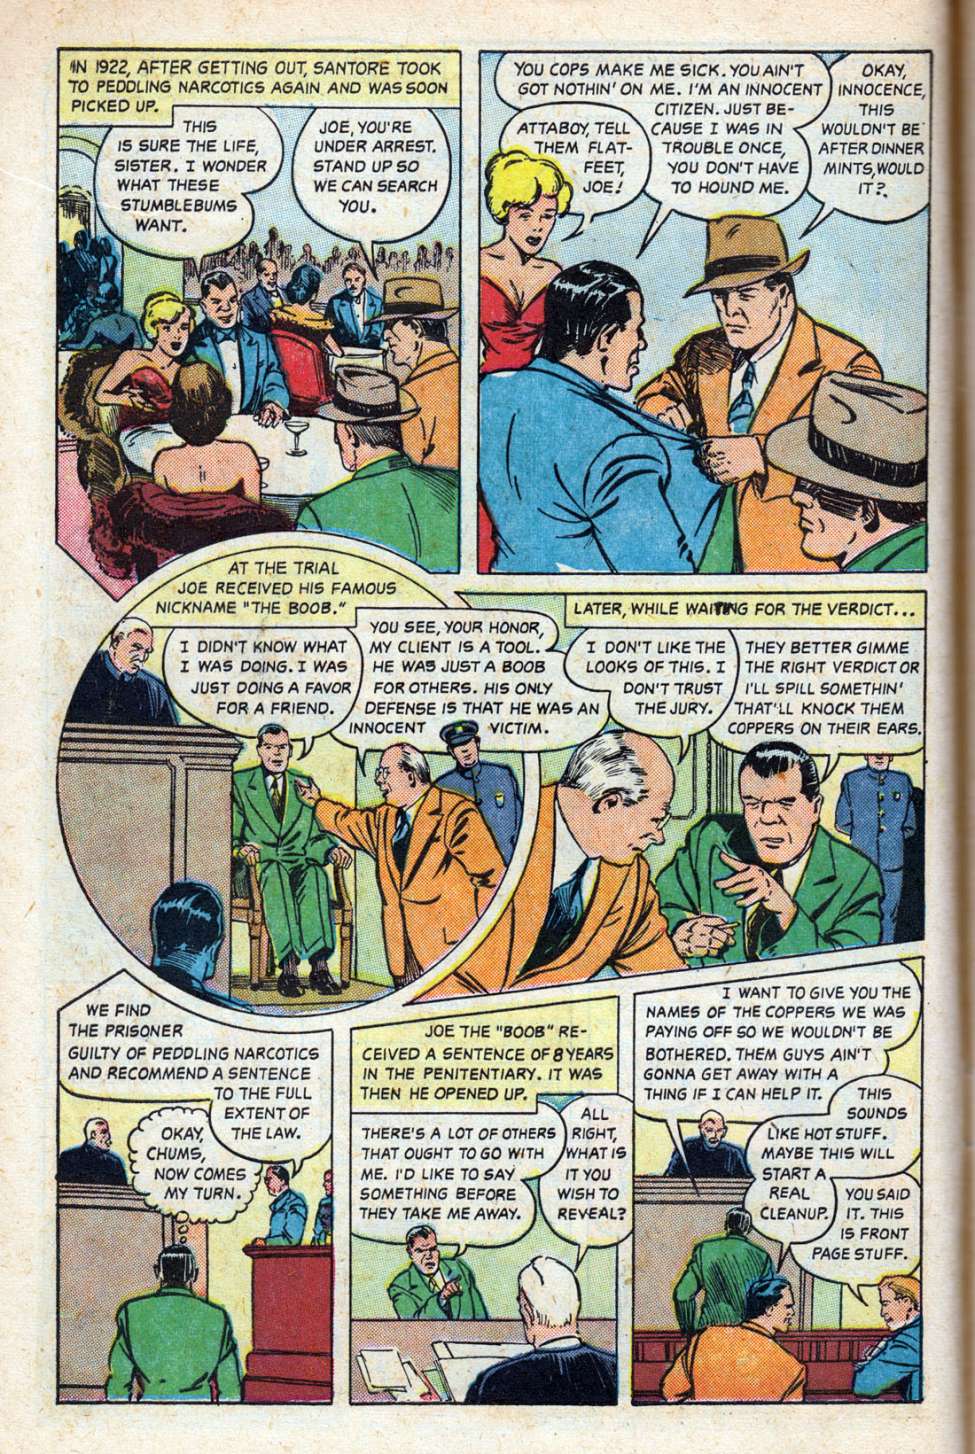 IN 1922, AFTER GETTING OUT, SANTORE TOOK
TO PEDDLING NARCOTICS AGAIN AND WAS SOON
PICKED UP.
THIS
IS SURE THE LIFE,
SISTER. I WONDER
WHAT THESE
STUMBLEBUMS
WANT.
JOE, YOU'RE
UNDER ARREST.
STAND UP SO
WE CAN SEARCH
YOU.
ATTABOY, TELL
THEM FLAT-
FEET,
JOE!
YOU COPS MAKE ME SICK. YOU AIN'T
GOT NOTHIN' ON ME. I'M AN INNOCENT
CITIZEN. JUST BE-
CAUSE I WAS IN
TROUBLE ONCE,
YOU DON'T HAVE
TO HOUND ME.
OKAY,
INNOCENCE,
THIS
WOULDN'T BE
AFTER DINNER
MINTS, WOULD
IT?
AT THE TRIAL
JOE RECEIVED HIS FAMOUS
NICKNAME "THE BOOB."
I DIDN'T KNOW WHAT
I WAS DOING. I WAS
JUST DOING A FAVOR
FOR A FRIEND.
YOU SEE, YOUR HONOR,
MY CLIENT IS A TOOL.
HE WAS JUST A BOOB
FOR OTHERS. HIS ONLY
DEFENSE IS THAT HE WAS AN
INNOCENT VICTIM.
LATER, WHILE WAITING FOR THE VERDICT...
I DON'T LIKE THE
LOOKS OF THIS. I
DON'T TRUST
THE JURY.
THEY BETTER GIMME
THE RIGHT VERDICT OR
I'LL SPILL SOMETHIN'
THAT'LL KNOCK THEM
COPPERS ON THEIR EARS.
WE FIND
THE PRISONER
GUILTY OF PEDDLING NARCOTICS
AND RECOMMEND A SENTENCE
TO THE FULL
EXTENT OF
THE LAW.
OKAY,
CHUMS,
NOW COMES
MY TURN.
JOE THE "BOOB" RE-
CEIVED A SENTENCE OF 8 YEARS
IN THE PENITENTIARY. IT WAS
THEN HE OPENED UP.
THERE'S A LOT OF OTHERS
THAT OUGHT TO GO WITH
ME. I'D LIKE TO SAY
SOMETHING BEFORE
THEY TAKE ME AWAY.
ALL
RIGHT,
WHAT IS
IT YOU
WISH TO
REVEAL?
I WANT TO GIVE YOU THE
NAMES OF THE COPPERS WE WAS
PAYING OFF SO WE WOULDN'T BE
BOTHERED. THEM GUYS AIN'T
GONNA GET AWAY WITH A
THING IF I CAN HELP IT.
THIS
SOUNDS
LIKE HOT STUFF.
MAYBE THIS WILL
START A
REAL
CLEANUP.
YOU SAID
IT. THIS
IS FRONT
PAGE STUFF.